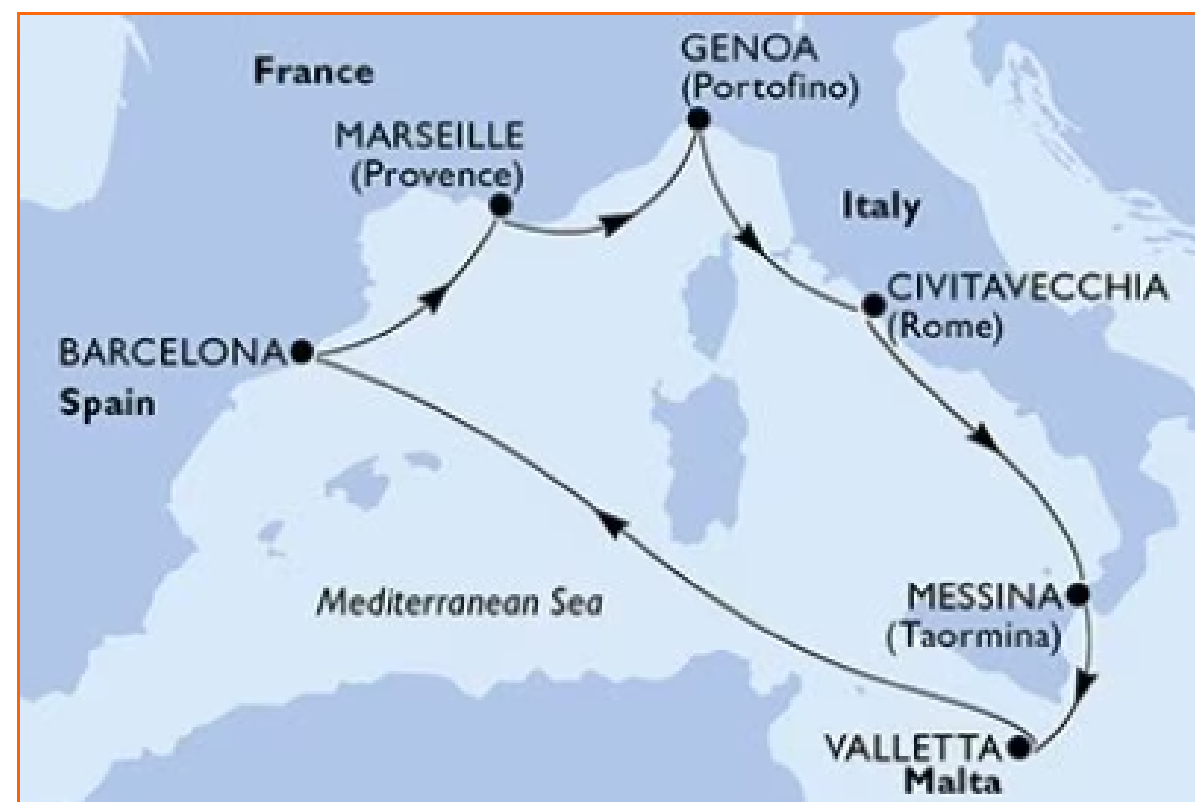 France
GENOA
(Portofino)
MARSEILLE
(Provence)
Italy
CIVITAVECCHIA
(Rome)
BARCELONA
Spain
Mediterranean Sea
MESSINA
(Taormina)
VALLETTA
Malta